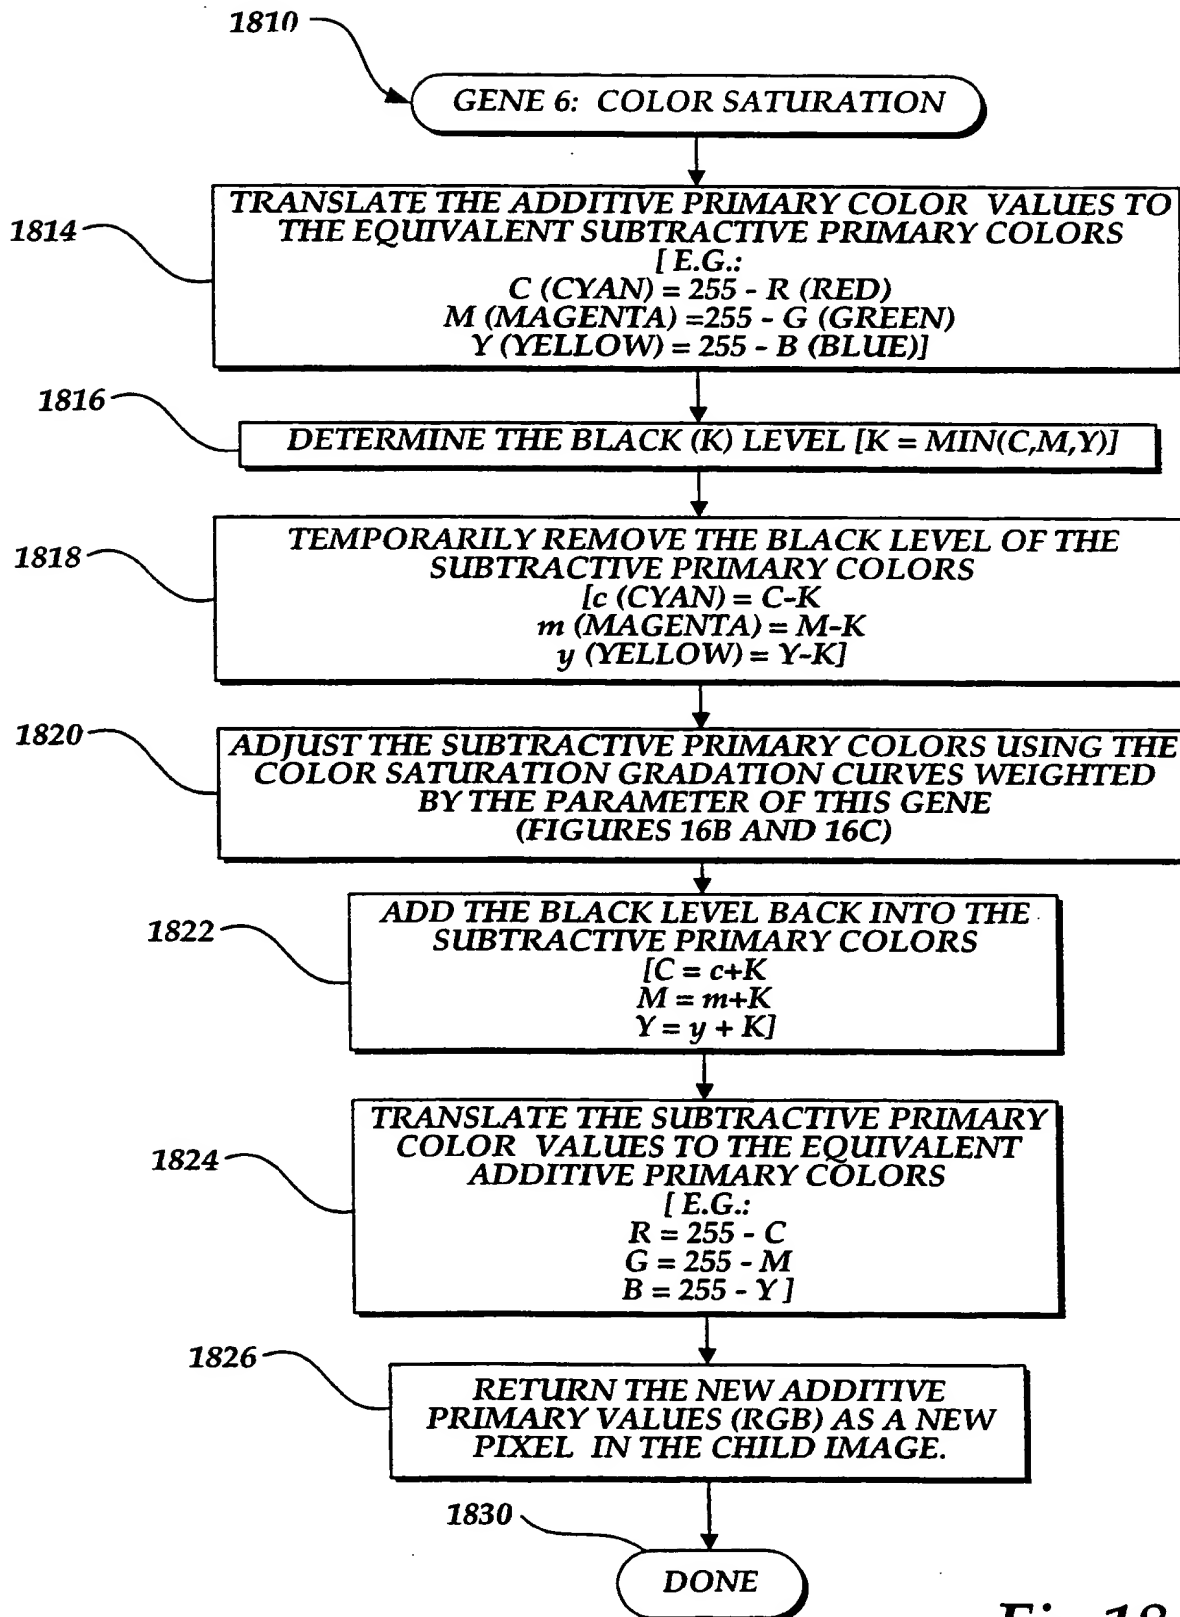 1810
GENE 6: COLOR SATURATION
1814
TRANSLATE THE ADDITIVE PRIMARY COLOR VALUES TO
THE EQUIVALENT SUBTRACTIVE PRIMARY COLORS
[ E.G.:
C (CYAN) = 255 - R (RED)
M (MAGENTA) =255 - G (GREEN)
Y (YELLOW) = 255 - B (BLUE)]
1816
DETERMINE THE BLACK (K) LEVEL [K = MIN(C,M,Y)]
1818
TEMPORARILY REMOVE THE BLACK LEVEL OF THE
SUBTRACTIVE PRIMARY COLORS
[c (CYAN) = C-K
m (MAGENTA) = M-K
y (YELLOW) = Y-K]
1820
ADJUST THE SUBTRACTIVE PRIMARY COLORS USING THE
COLOR SATURATION GRADATION CURVES WEIGHTED
BY THE PARAMETER OF THIS GENE
(FIGURES 16B AND 16C)
1822
ADD THE BLACK LEVEL BACK INTO THE
SUBTRACTIVE PRIMARY COLORS
[C = c+K
M = m+K
Y = y + K]
1824
TRANSLATE THE SUBTRACTIVE PRIMARY
COLOR VALUES TO THE EQUIVALENT
ADDITIVE PRIMARY COLORS
[ E.G.:
R = 255 - C
G = 255 - M
B = 255 - Y ]
1826
RETURN THE NEW ADDITIVE
PRIMARY VALUES (RGB) AS A NEW
PIXEL IN THE CHILD IMAGE.
1830
DONE
Fig. 18